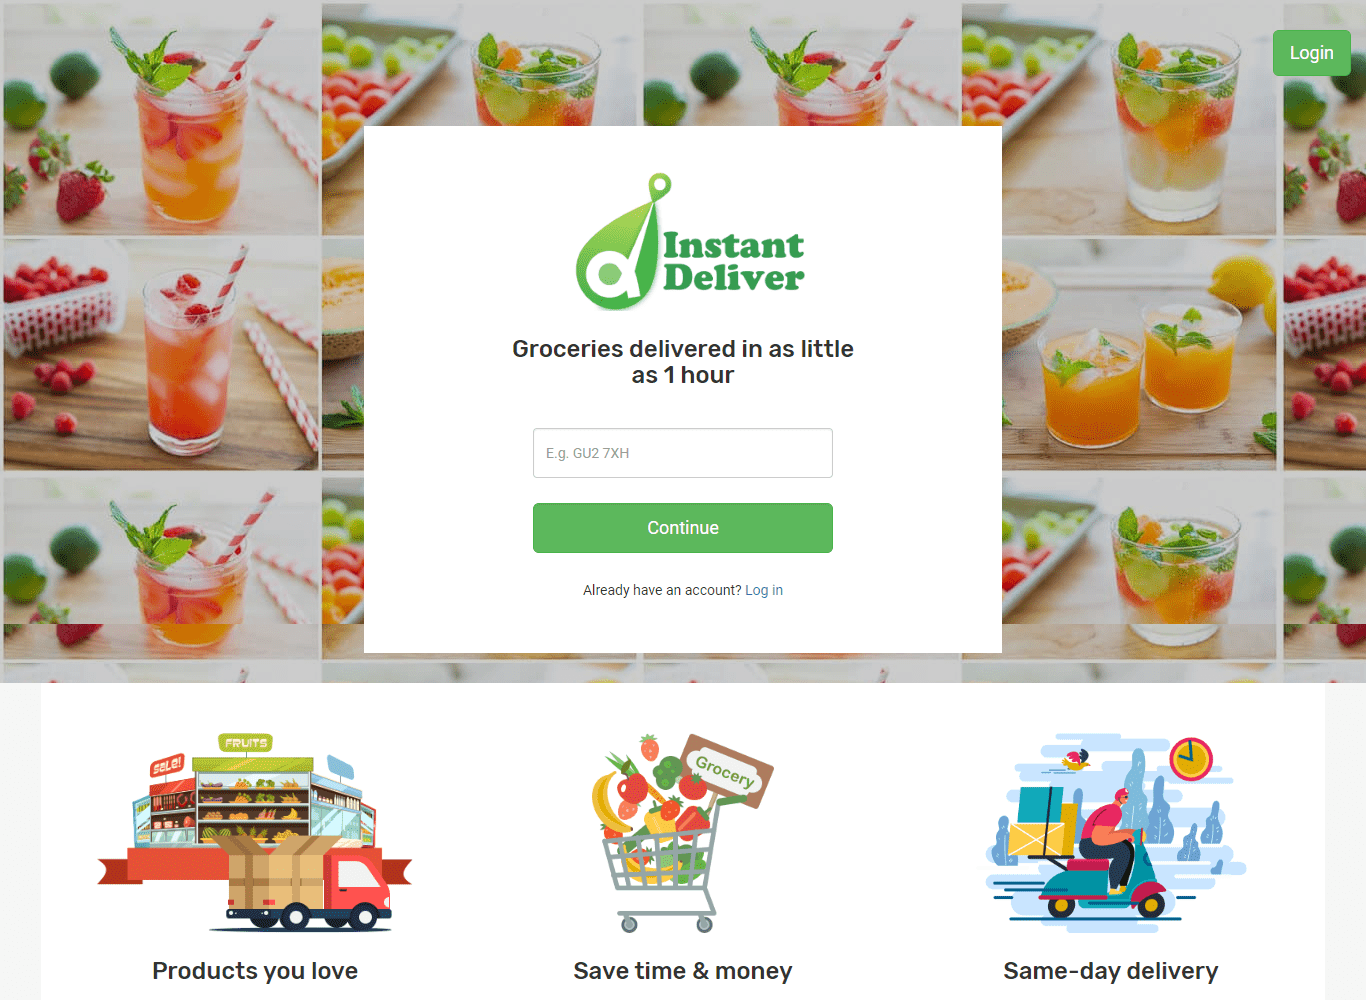 Login
Instant
Deliver
Groceries delivered in as little
as 1 hour
E.g. GU2 7XH
Continue
Already have an account? Log in
FRUITS
SALE!
Grocery
Products you love
Save time & money
Same-day delivery